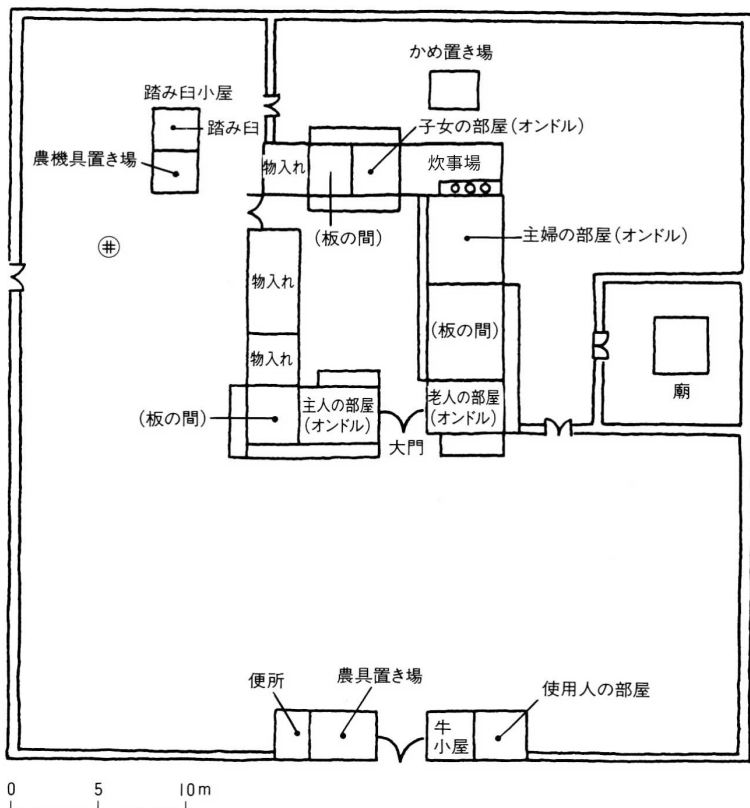 かめ置き場
踏み臼小屋
踏み臼
子女の部屋(オンドル)
農機具置き場
物入れ
炊事場
(板の間)
主婦の部屋(オンドル)
井
物入れ
(板の間)
物入れ
廟
(板の間)
主人の部屋
(オンドル)
老人の部屋
(オンドル)
大門
便所
農具置き場
使用人の部屋
牛
小屋
0 5 10m